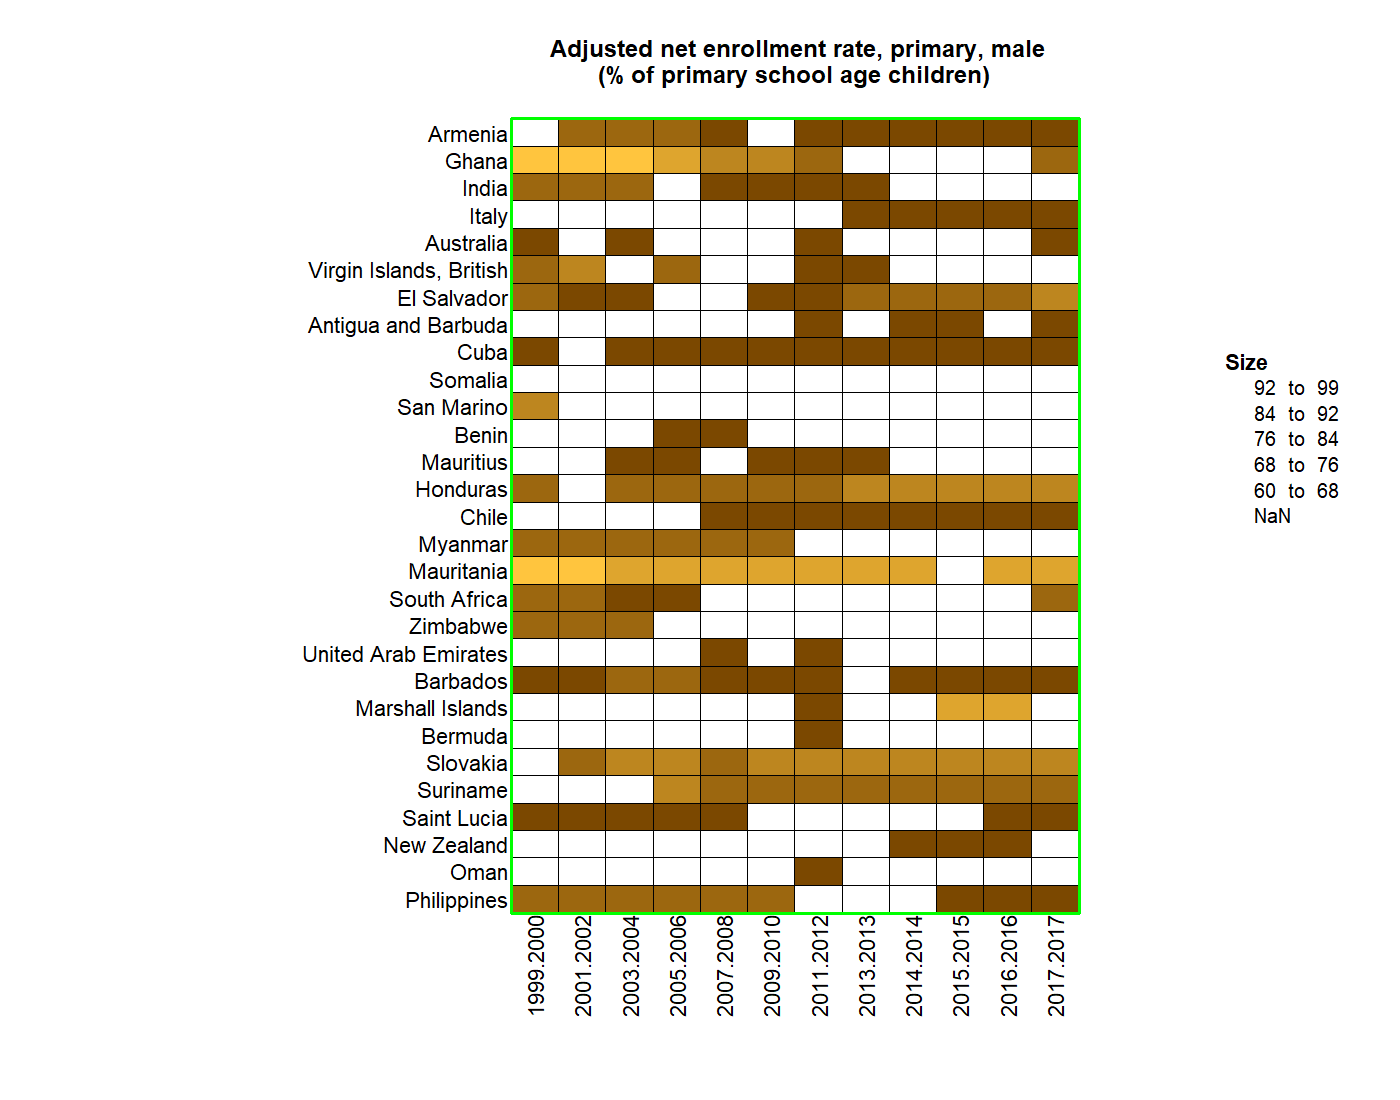 Adjusted net enrollment rate, primary, male
(% of primary school age children)
Armenia
Ghana
India
Italy
Australia
Virgin Islands, British
El Salvador
Antigua and Barbuda
Cuba
Somalia
San Marino
Benin
Mauritius
Honduras
Chile
Myanmar
Mauritania
South Africa
Zimbabwe
United Arab Emirates
Barbados
Marshall Islands
Bermuda
Slovakia
Suriname
Saint Lucia
New Zealand
Oman
Philippines
1999.2000
2001.2002
2003.2004
2005.2006
2007.2008
2009.2010
2011.2012
2013.2013
2014.2014
2015.2015
2016.2016
2017.2017
Size
92 to 99
84 to 92
76 to 84
68 to 76
60 to 68
NaN